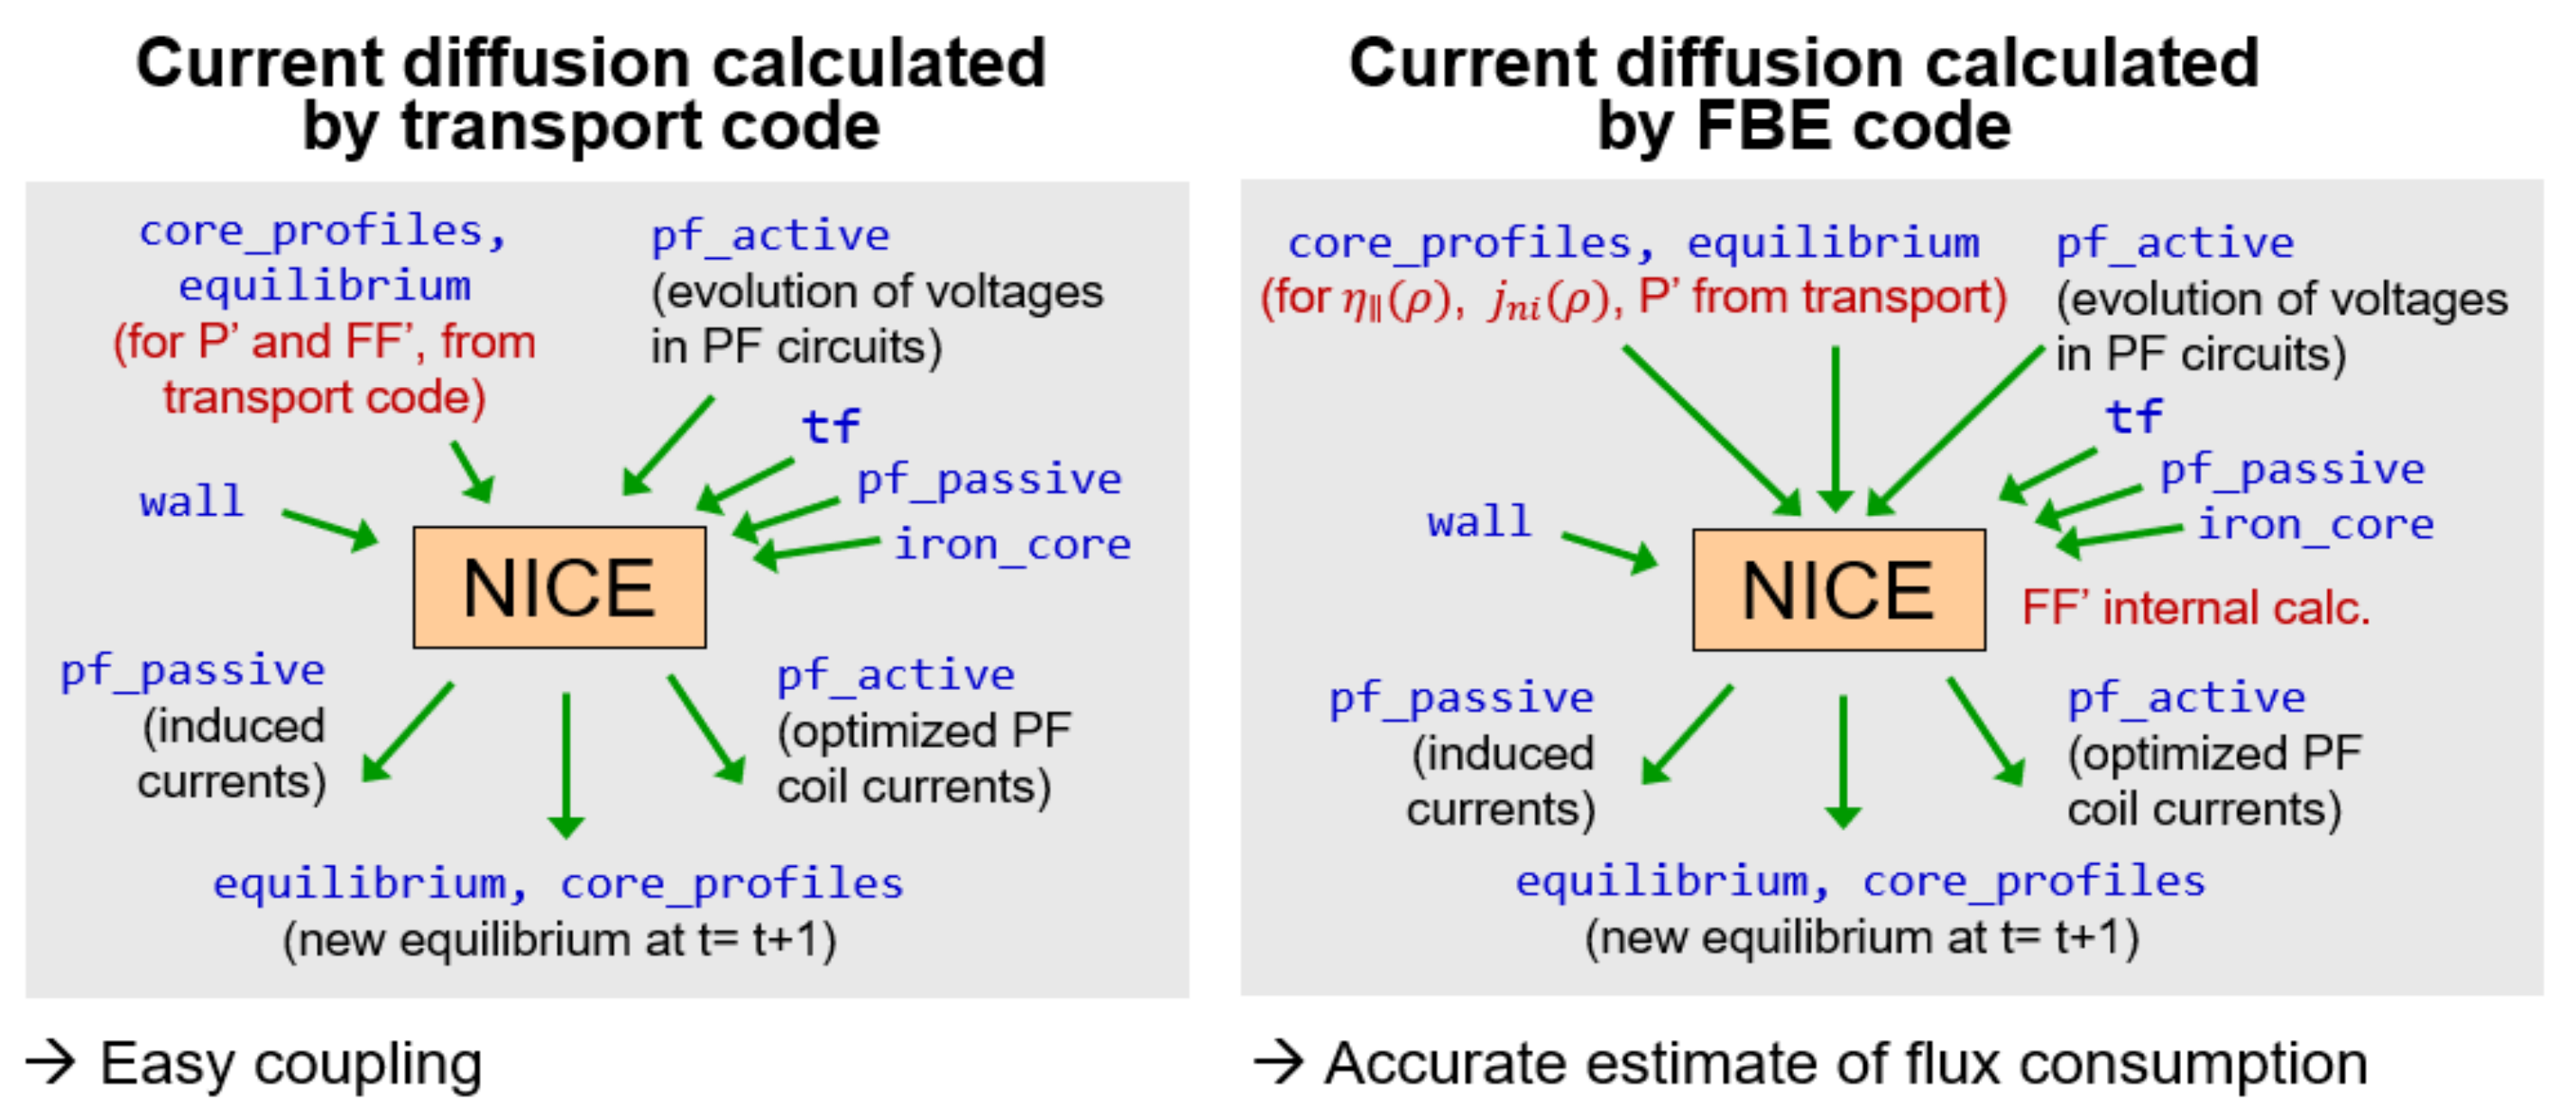 Current diffusion calculated
by transport code
core_profiles,
equilibrium
(for P’ and FF’, from
transport code)
pf_active
(evolution of voltages
in PF circuits)
tf
pf_passive
iron_core
wall
NICE
pf_passive
(induced
currents)
pf_active
(optimized PF
coil currents)
equilibrium, core_profiles
(new equilibrium at t= t+1)
→ Easy coupling
Current diffusion calculated
by FBE code
core_profiles, equilibrium
(for η∥(ρ), jni(ρ), P’ from transport)
pf_active
(evolution of voltages
in PF circuits)
tf
pf_passive
iron_core
wall
NICE
FF’ internal calc.
pf_passive
(induced
currents)
pf_active
(optimized PF
coil currents)
equilibrium, core_profiles
(new equilibrium at t= t+1)
→ Accurate estimate of flux consumption